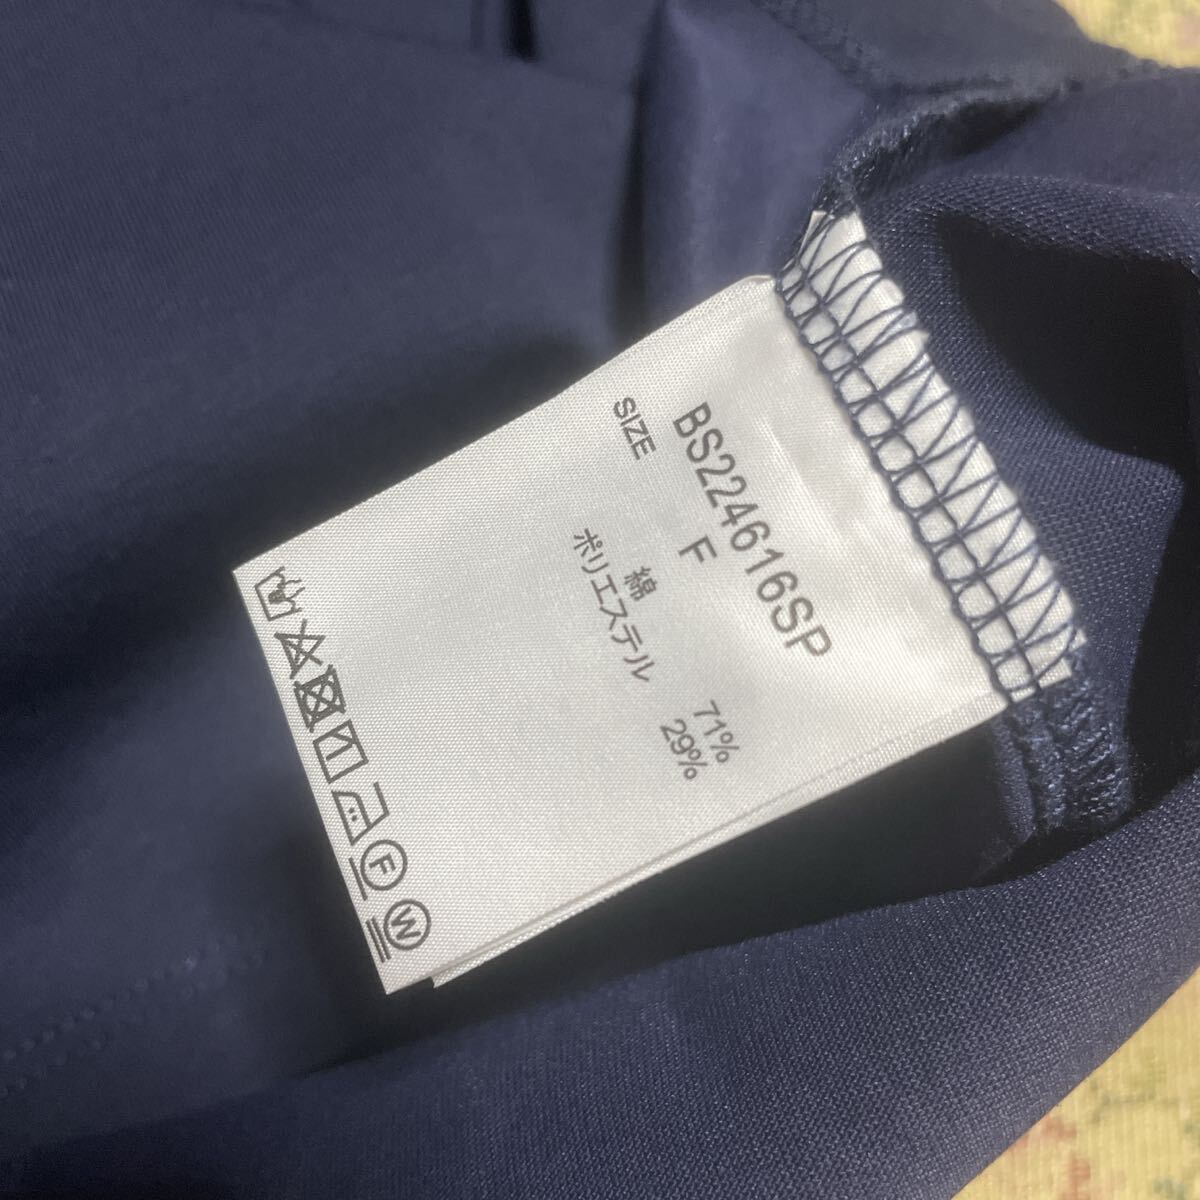 BS224616SP
SIZE F
綿 71%
ポリエステル 29%
F
W